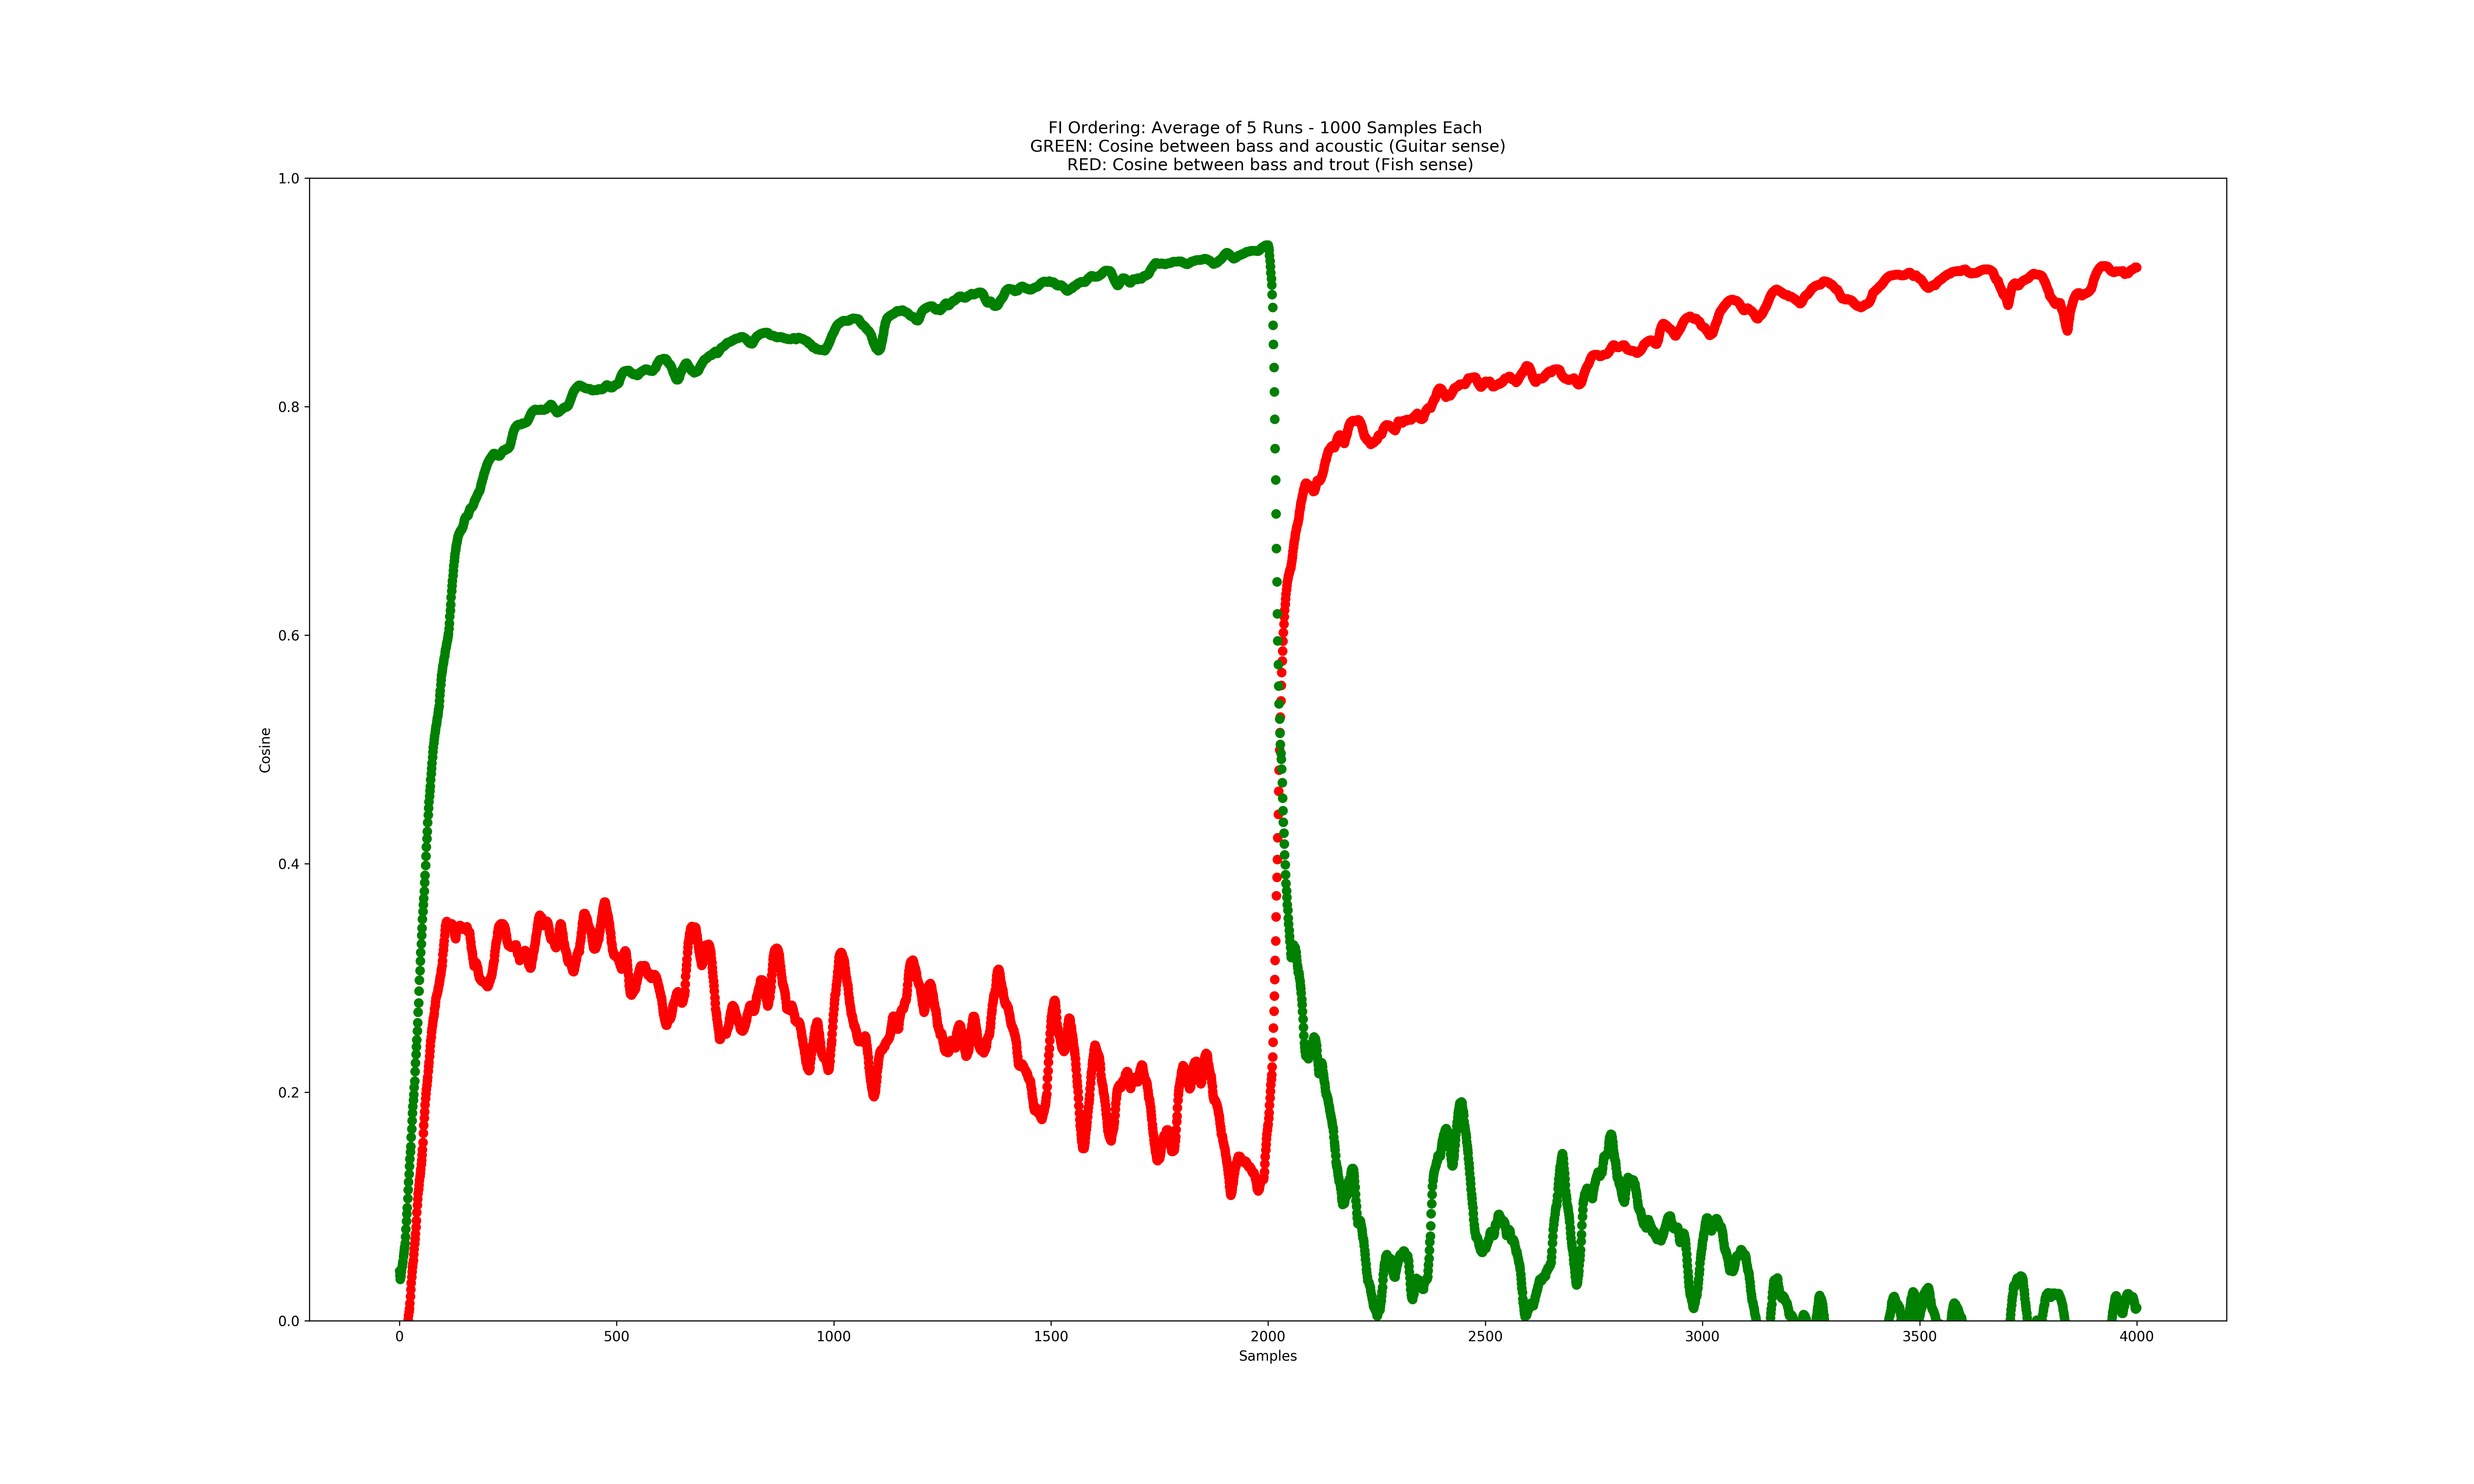 FI Ordering: Average of 5 Runs - 1000 Samples Each
GREEN: Cosine between bass and acoustic (Guitar sense)
RED: Cosine between bass and trout (Fish sense)
1.0
0.8
0.6
0.4
0.2
0.0
Cosine
0 500 1000 1500 2000 2500 3000 3500 4000
Samples